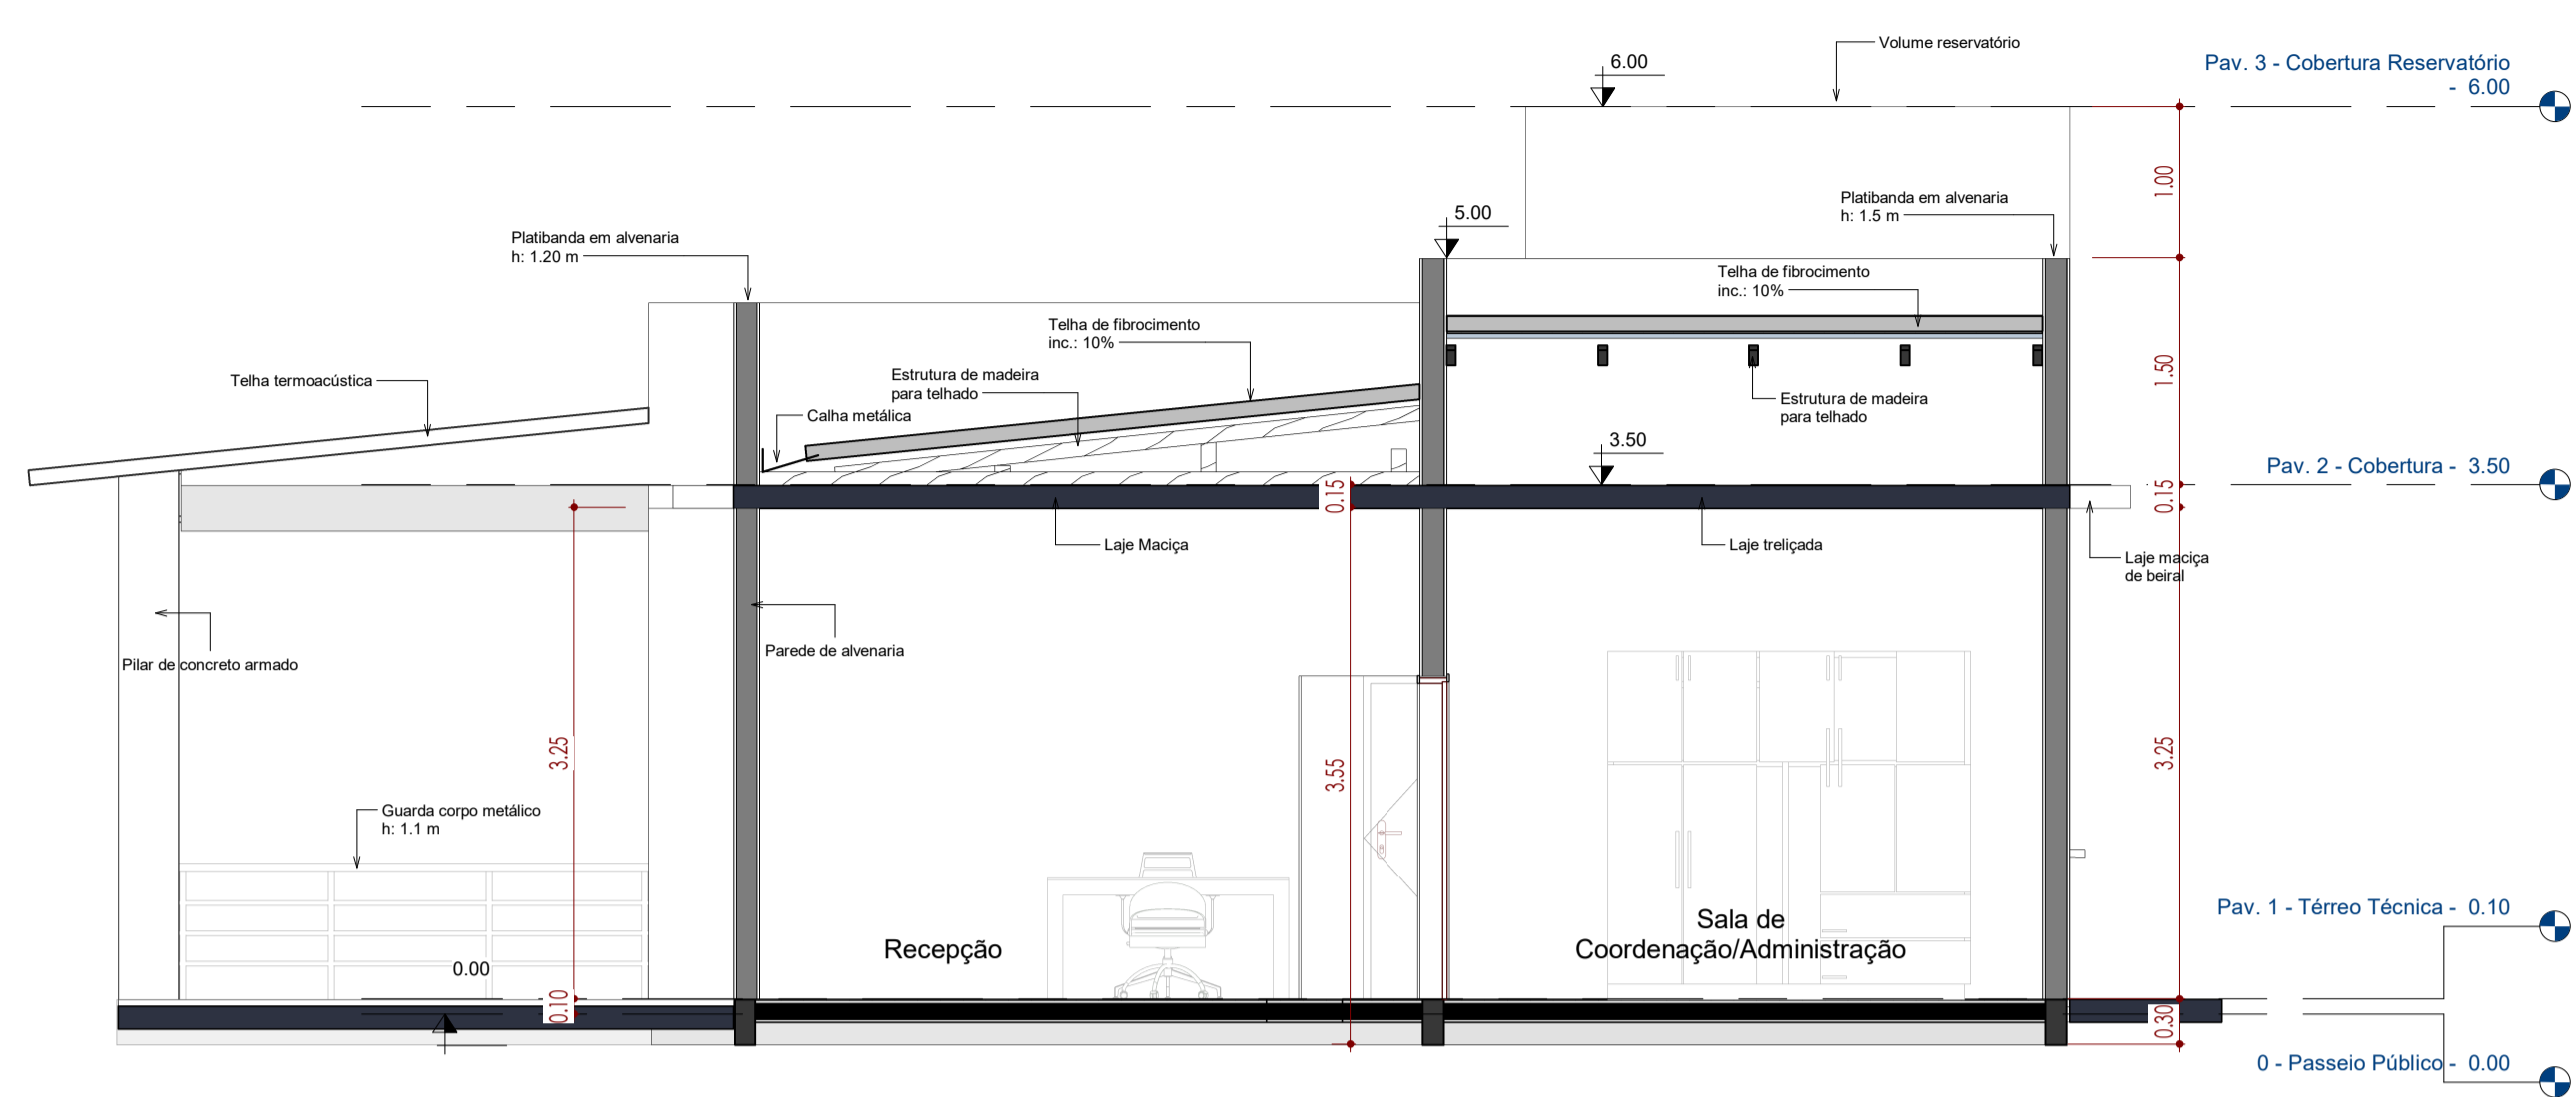 Volume reservatório
6.00
Pav. 3 - Cobertura Reservatório
- 6.00
1.00
Platibanda em alvenaria
h: 1.5 m
5.00
Platibanda em alvenaria
h: 1.20 m
Telha de fibrocimento
inc.: 10%
Telha de fibrocimento
inc.: 10%
Telha termoacústica
Estrutura de madeira
para telhado
Calha metálica
Estrutura de madeira
para telhado
1.50
3.50
Pav. 2 - Cobertura - 3.50
0.15
0.15
Laje Maciça
Laje treliçada
Laje maciça
de beiral
Pilar de concreto armado
Parede de alvenaria
3.25
3.55
3.25
Guarda corpo metálico
h: 1.1 m
Recepção
Sala de
Coordenação/Administração
Pav. 1 - Térreo Técnica - 0.10
0.00
0.10
0.30
0 - Passeio Público - 0.00